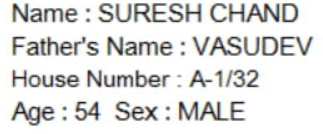 Name : SURESH CHAND
Father's Name : VASUDEV
House Number : A-1/32
Age : 54 Sex : MALE